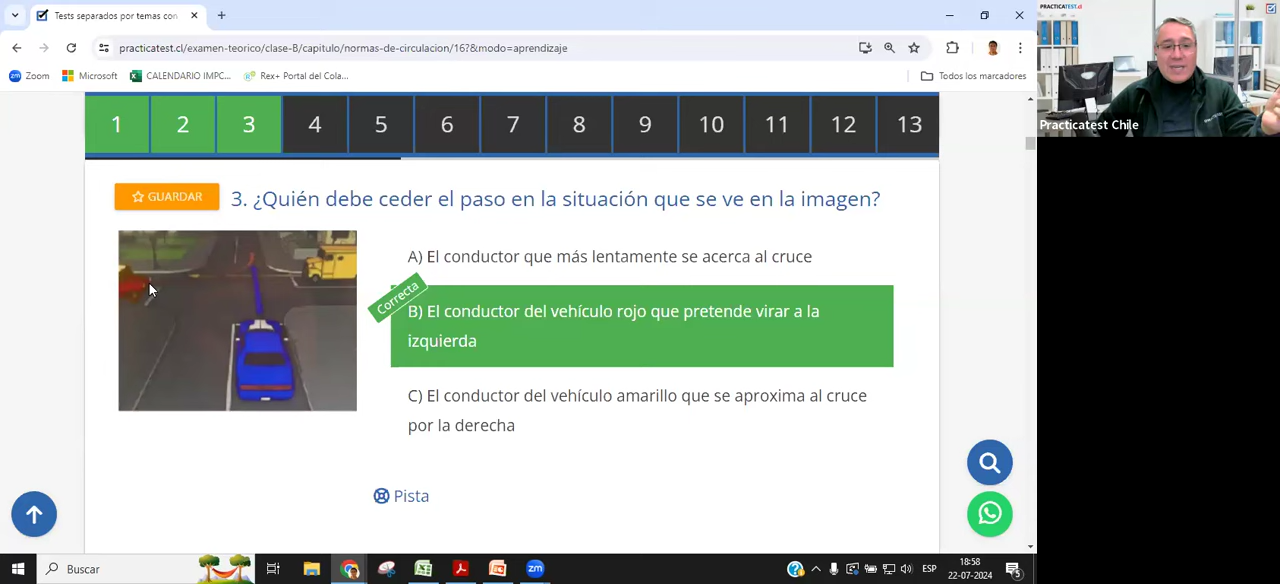 Tests separados por temas con
practicatest.cl/examen-teorico/clase-B/capitulo/normas-de-circulacion/167&modo=aprendizaje
Zoom
Microsoft
CALENDARIO IMPC...
Rex+ Portal del Cola...
Todos los marcadores
PRACTICATEST.cl
Practicatest Chile
1 2 3 4 5 6 7 8 9 10 11 12 13
GUARDAR
3. ¿Quién debe ceder el paso en la situación que se ve en la imagen?
A) El conductor que más lentamente se acerca al cruce
Correcta
B) El conductor del vehículo rojo que pretende virar a la
izquierda
C) El conductor del vehículo amarillo que se aproxima al cruce
por la derecha
Pista
Buscar
zm
ESP
18:58
22-07-2024
5